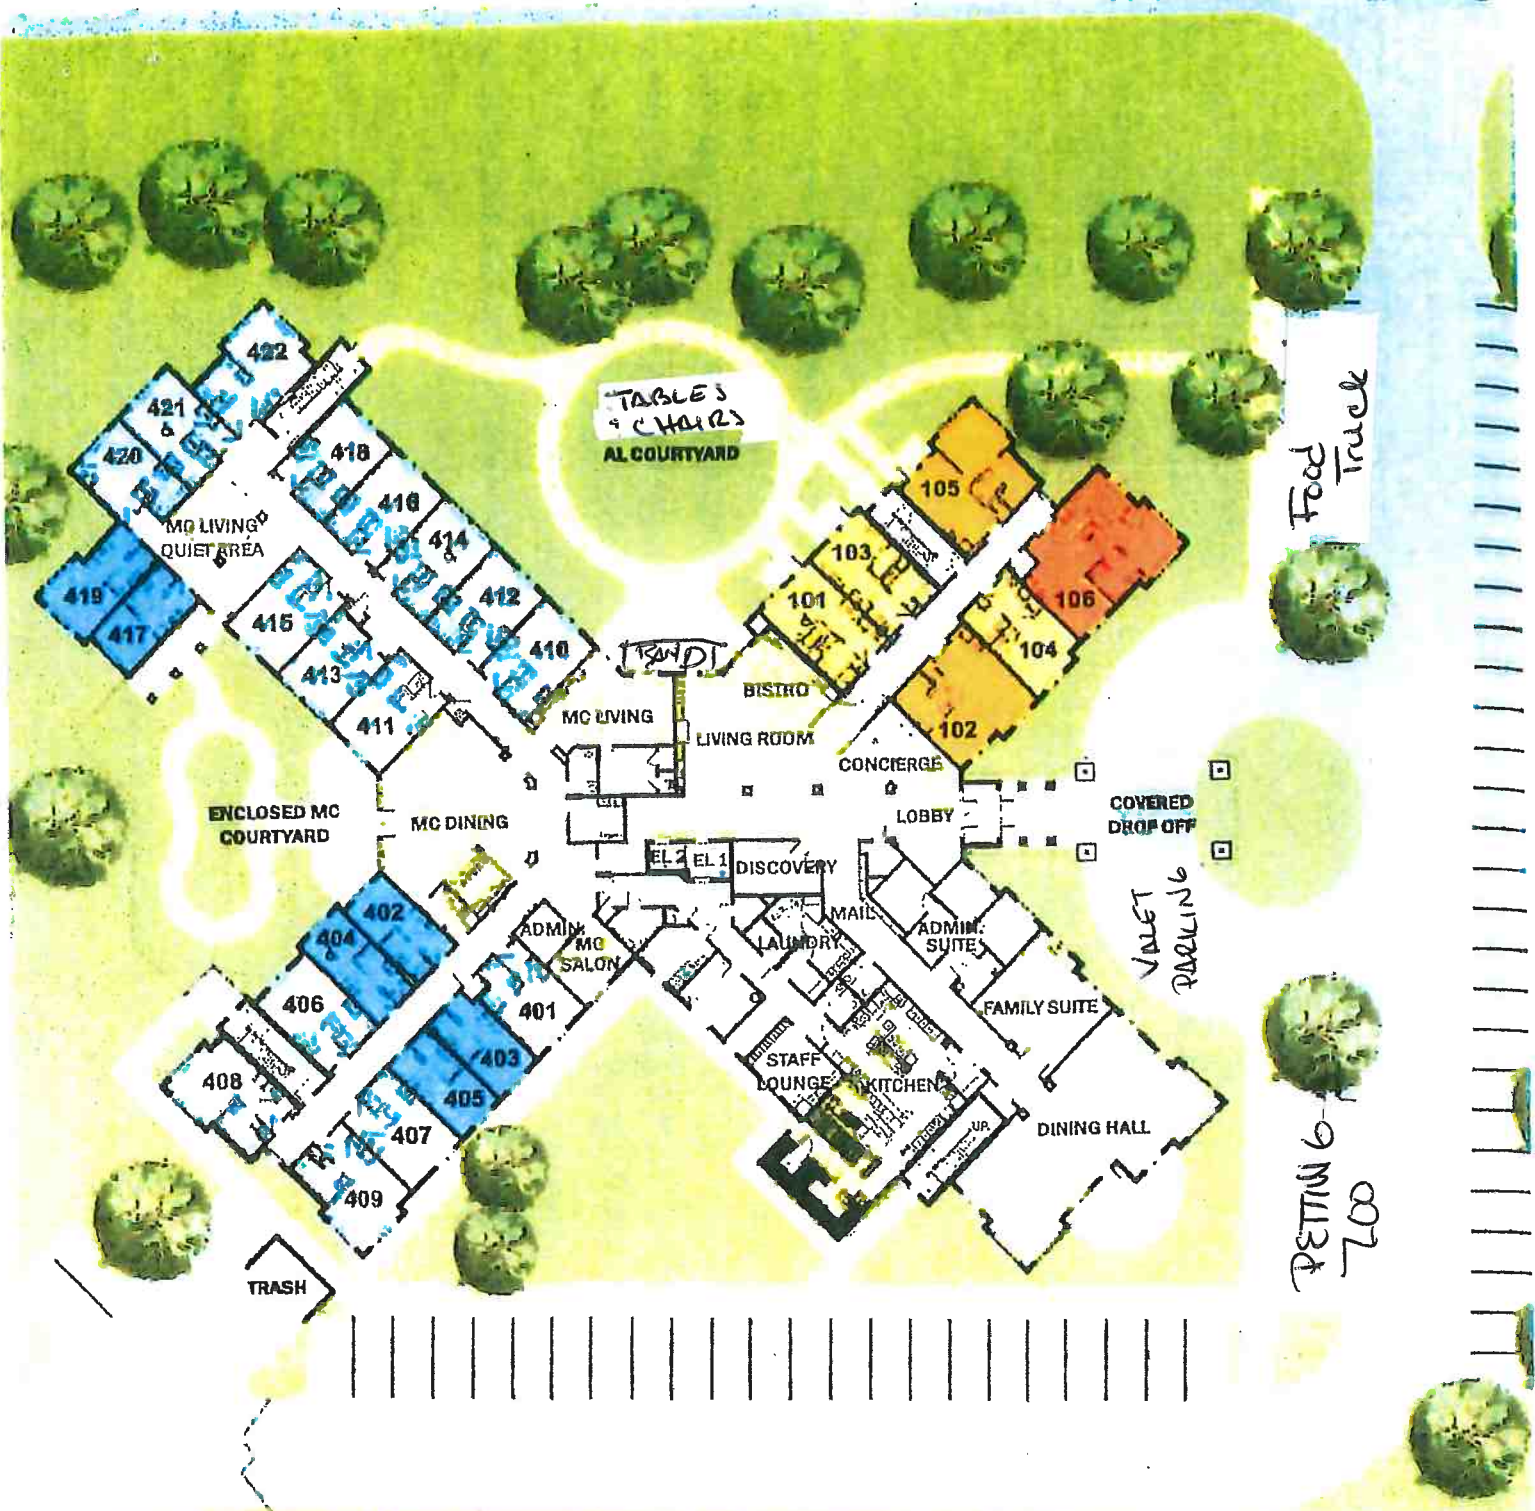 422
421
420
418
416
414
412
410
MC LIVING
QUIET AREA
419
417
415
413
411
TABLES
& CHAIRS
AL COURTYARD
Food
Truck
105
103
101
106
104
102
BAND
BISTRO
MC LIVING
LIVING ROOM
CONCIERGE
LOBBY
COVERED
DROP OFF
ENCLOSED MC
COURTYARD
MC DINING
EL 2
EL 1
DISCOVERY
VALET
PARKING
402
404
406
408
ADMIN.
MC
SALON
401
403
405
407
409
MAIL
LAUNDRY
ADMIN.
SUITE
FAMILY SUITE
STAFF
LOUNGE
KITCHEN
UP
DINING HALL
PETTING
ZOO
TRASH